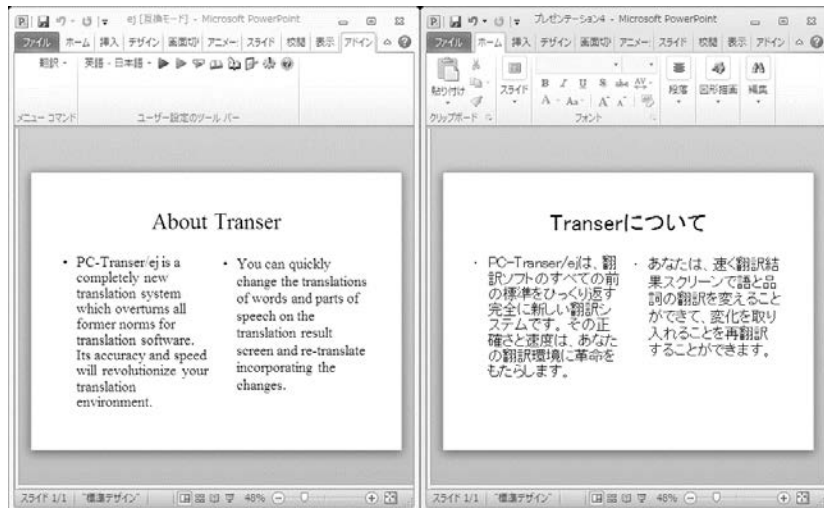 ej [互換モード] - Microsoft PowerPoint
ファイル ホーム 挿入 デザイン 画面切 アニメー スライド 校閲 表示 アドイン
翻訳 英語 - 日本語
メニュー コマンド ユーザー設定のツール バー
About Transer
• PC-Transer/ej is a
completely new
translation system
which overturns all
former norms for
translation software.
Its accuracy and speed
will revolutionize your
translation
environment.
• You can quickly
change the translations
of words and parts of
speech on the
translation result
screen and re-translate
incorporating the
changes.
スライド 1/1 "標準デザイン" 48%
プレゼンテーション4 - Microsoft PowerPoint
ファイル ホーム 挿入 デザイン 画面切 アニメー スライド 校閲 表示 アドイン
貼り付け スライド B I U S abc AV 段落 図形描画 編集
A Aa A A
クリップボード フォント
Transerについて
・ PC-Transer/ejは、翻
訳ソフトのすべての前
の標準をひっくり返す
完全に新しい翻訳シ
ステムです。その正
確さと速度は、あなた
の翻訳環境に革命を
もたらします。
・ あなたは、速く翻訳結
果スクリーンで語と品
詞の翻訳を変えること
ができて、変化を取り
入れることを再翻訳
することができます。
スライド 1/1 "標準デザイン" 48%